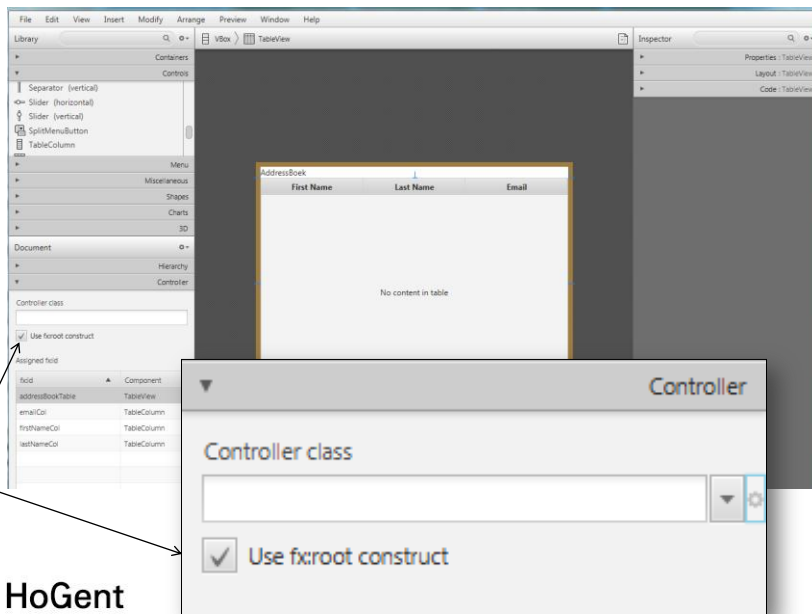 File Edit View Insert Modify Arrange Preview Window Help
Library
VBox TableView
Inspector
Containers
Controls
Separator (vertical)
Slider (horizontal)
Slider (vertical)
SplitMenuButton
TableColumn
Menu
Miscellaneous
Shapes
Charts
3D
Document
Hierarchy
Controller
Controller class
Use fx:root construct
Assigned fx:id
fx:id Component
addressBookTable TableView
emailCol TableColumn
firstNameCol TableColumn
lastNameCol TableColumn
AddressBoek
First Name Last Name Email
No content in table
Properties : TableView
Layout : TableView
Code : TableView
Controller
Controller class
Use fx:root construct
HoGent